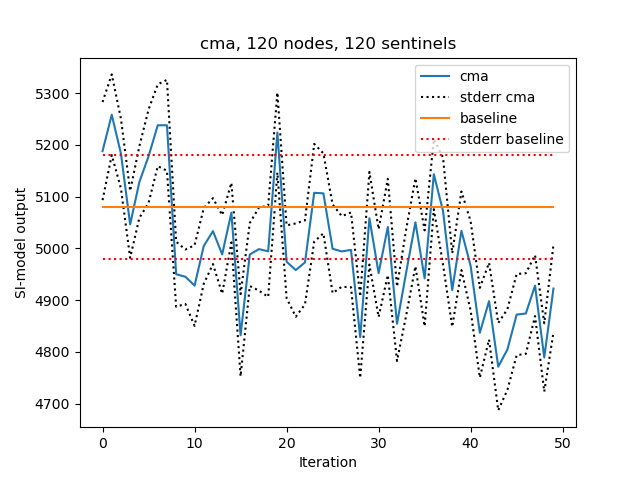 cma, 120 nodes, 120 sentinels
cma
stderr cma
baseline
stderr baseline
SI-model output
5300
5200
5100
5000
4900
4800
4700
0 10 20 30 40 50
Iteration